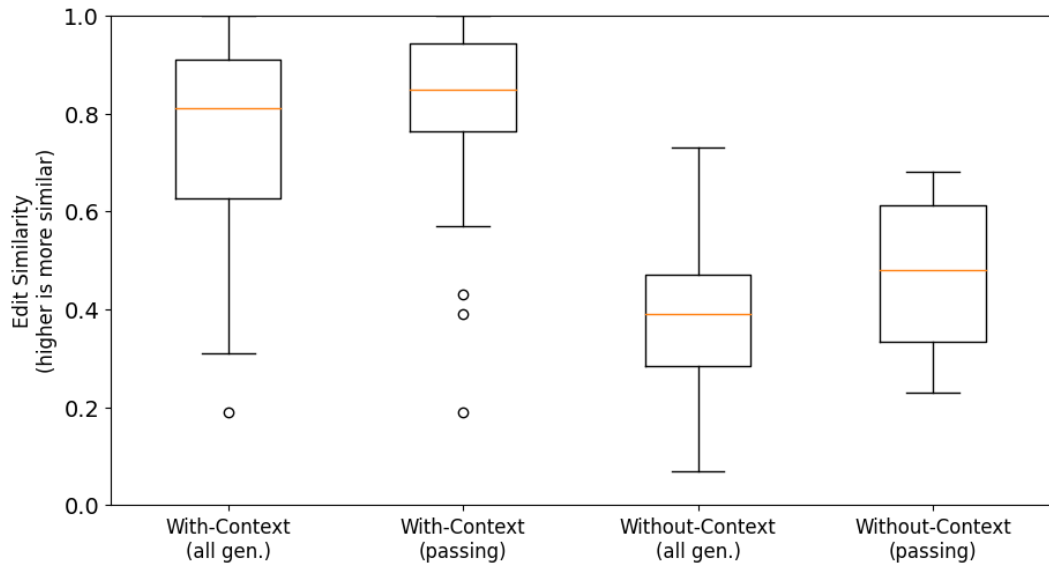 1.0
0.8
0.6
0.4
0.2
0.0
Edit Similarity
(higher is more similar)
With-Context
(all gen.)
With-Context
(passing)
Without-Context
(all gen.)
Without-Context
(passing)